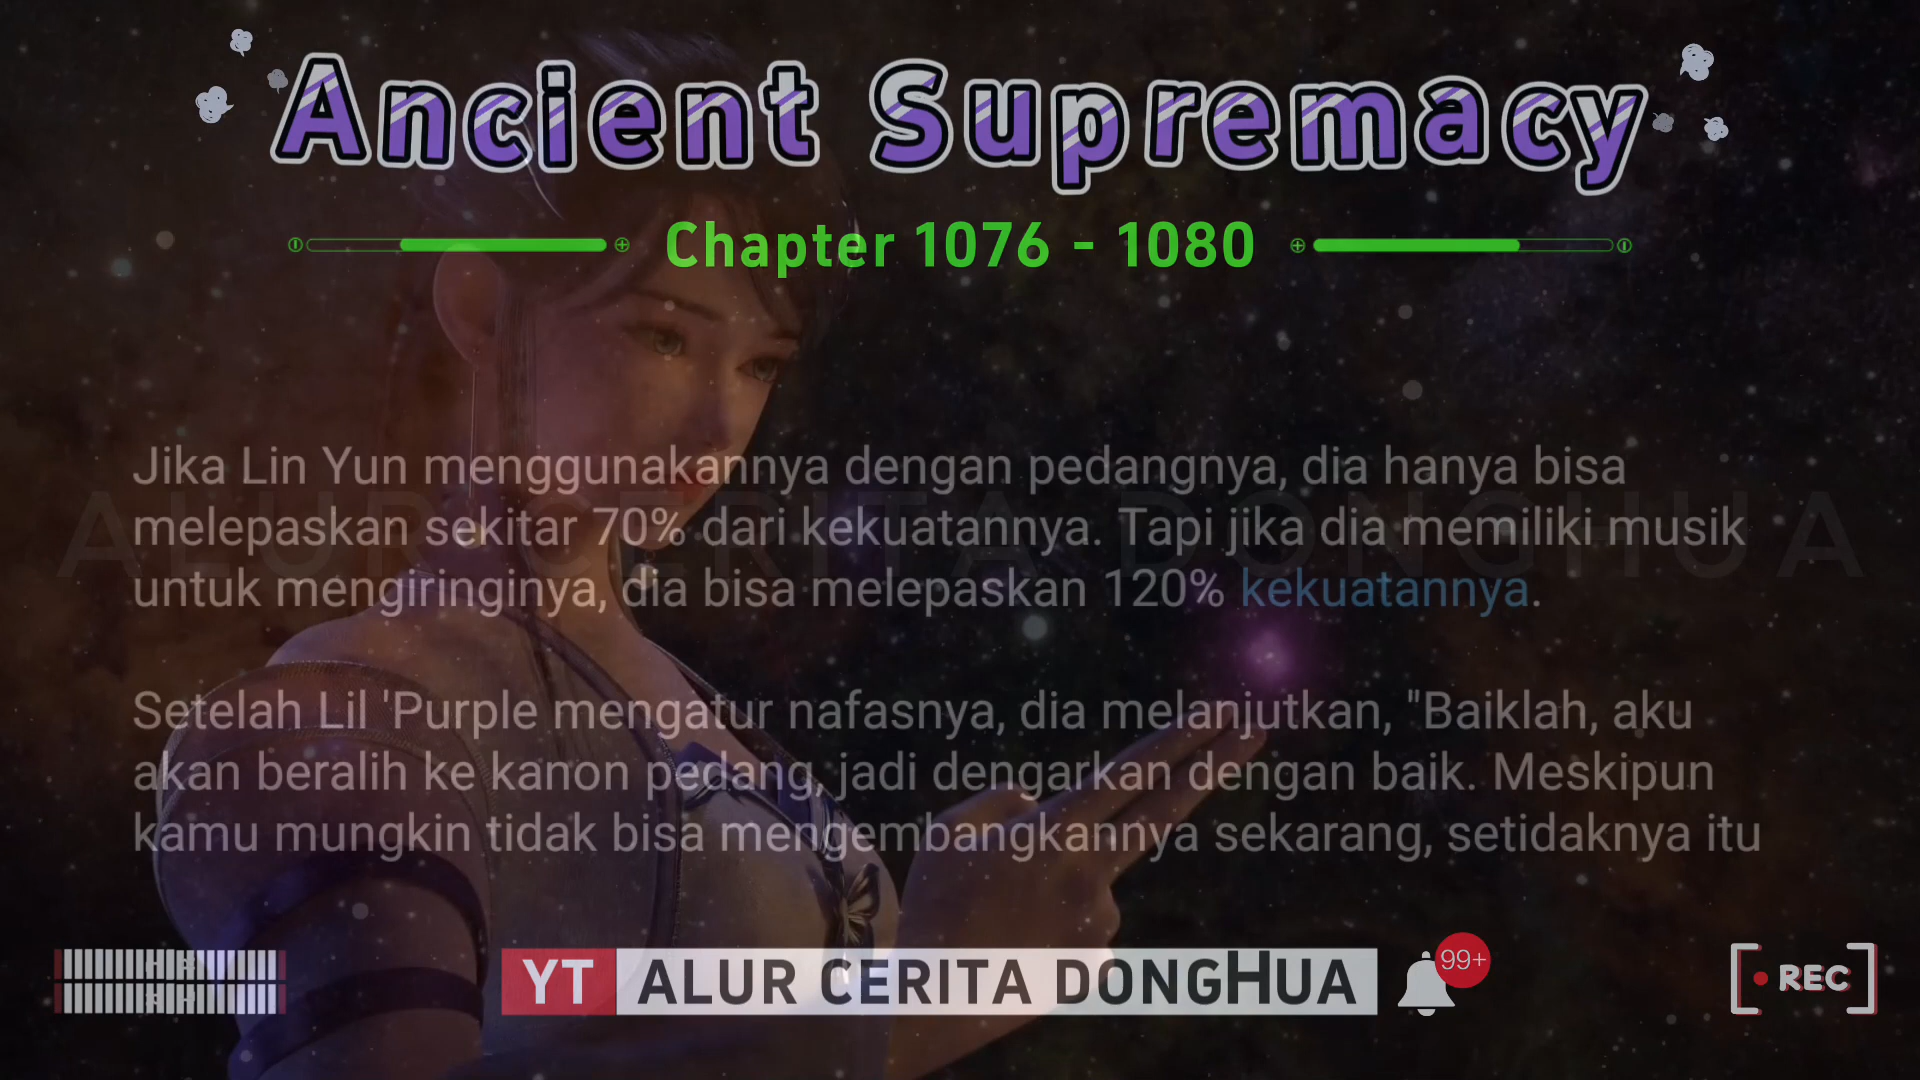 Ancient Supremacy
Chapter 1076 - 1080
Jika Lin Yun menggunakannya dengan pedangnya, dia hanya bisa
melepaskan sekitar 70% dari kekuatannya. Tapi jika dia memiliki musik
untuk mengiringinya, dia bisa melepaskan 120% kekuatannya.
ALUR CERITA DONGHUA
Setelah Lil 'Purple mengatur nafasnya, dia melanjutkan, "Baiklah, aku
akan beralih ke kanon pedang, jadi dengarkan dengan baik. Meskipun
kamu mungkin tidak bisa mengembangkannya sekarang, setidaknya itu
YT ALUR CERITA DONGHUA
99+
REC